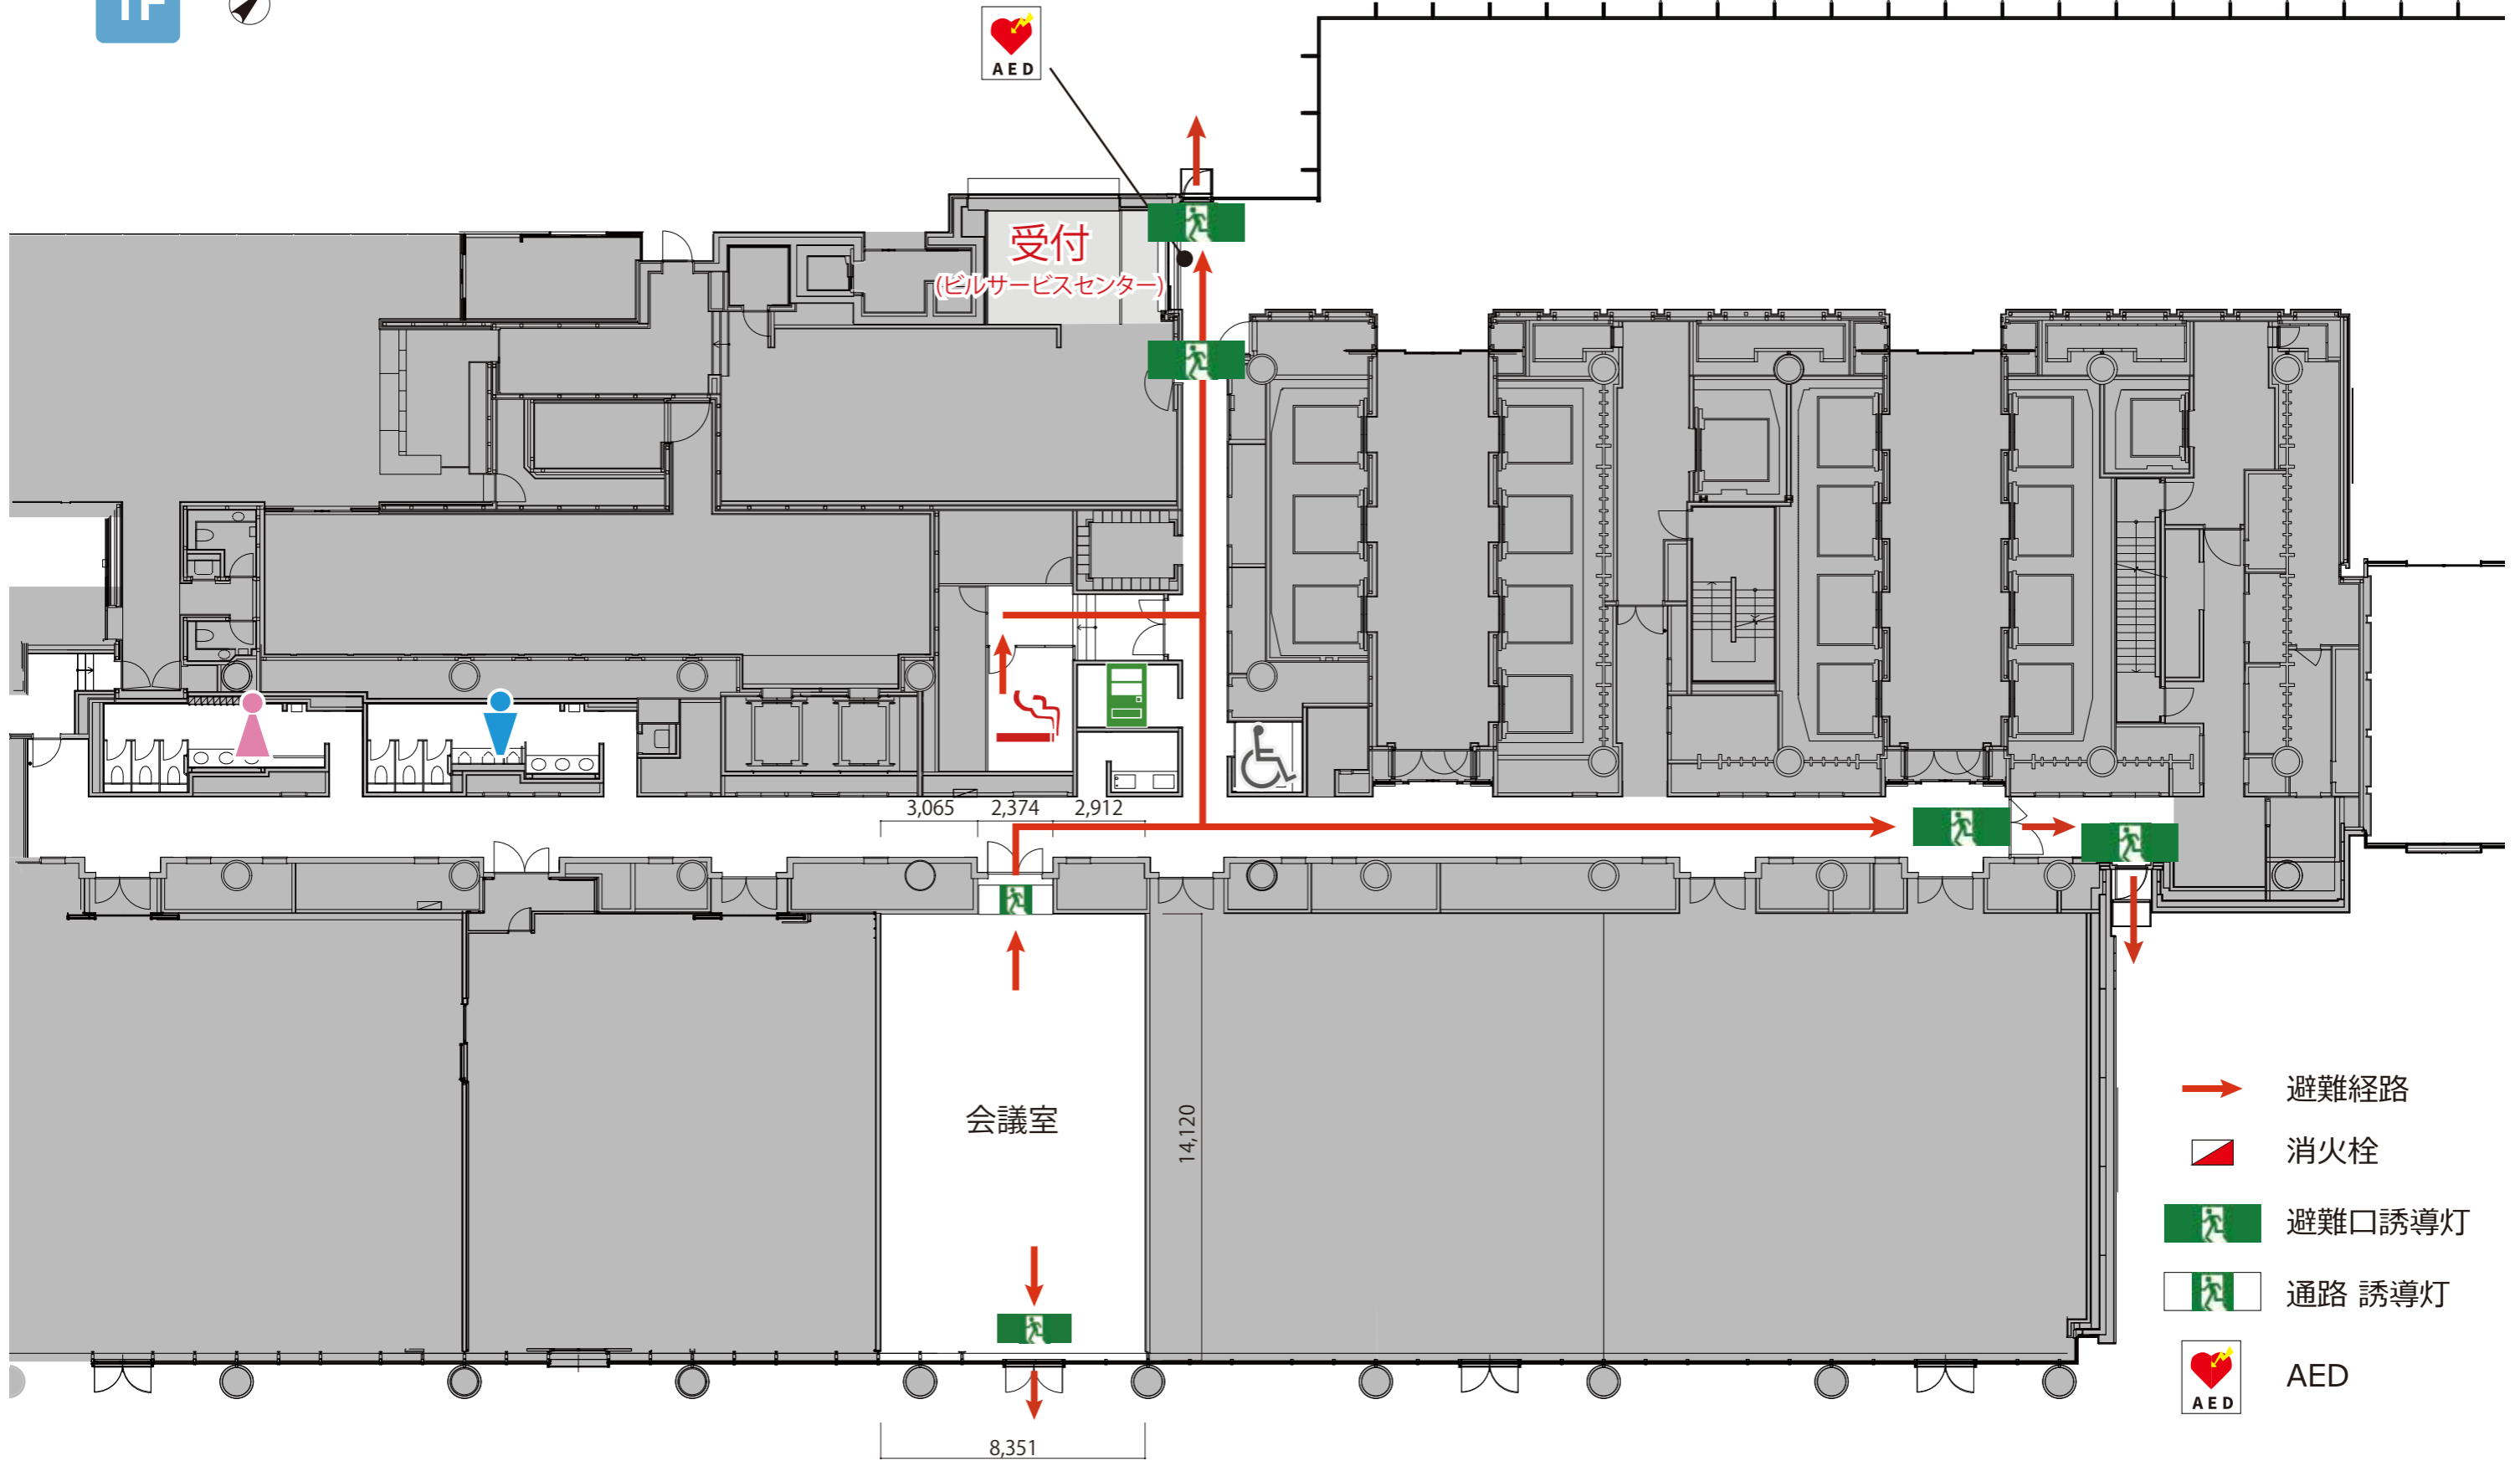 1F
AED
受付
(ビルサービスセンター)
3,065 2,374 2,912
会議室
14,120
8,351
避難経路
消火栓
避難口誘導灯
通路 誘導灯
AED
AED